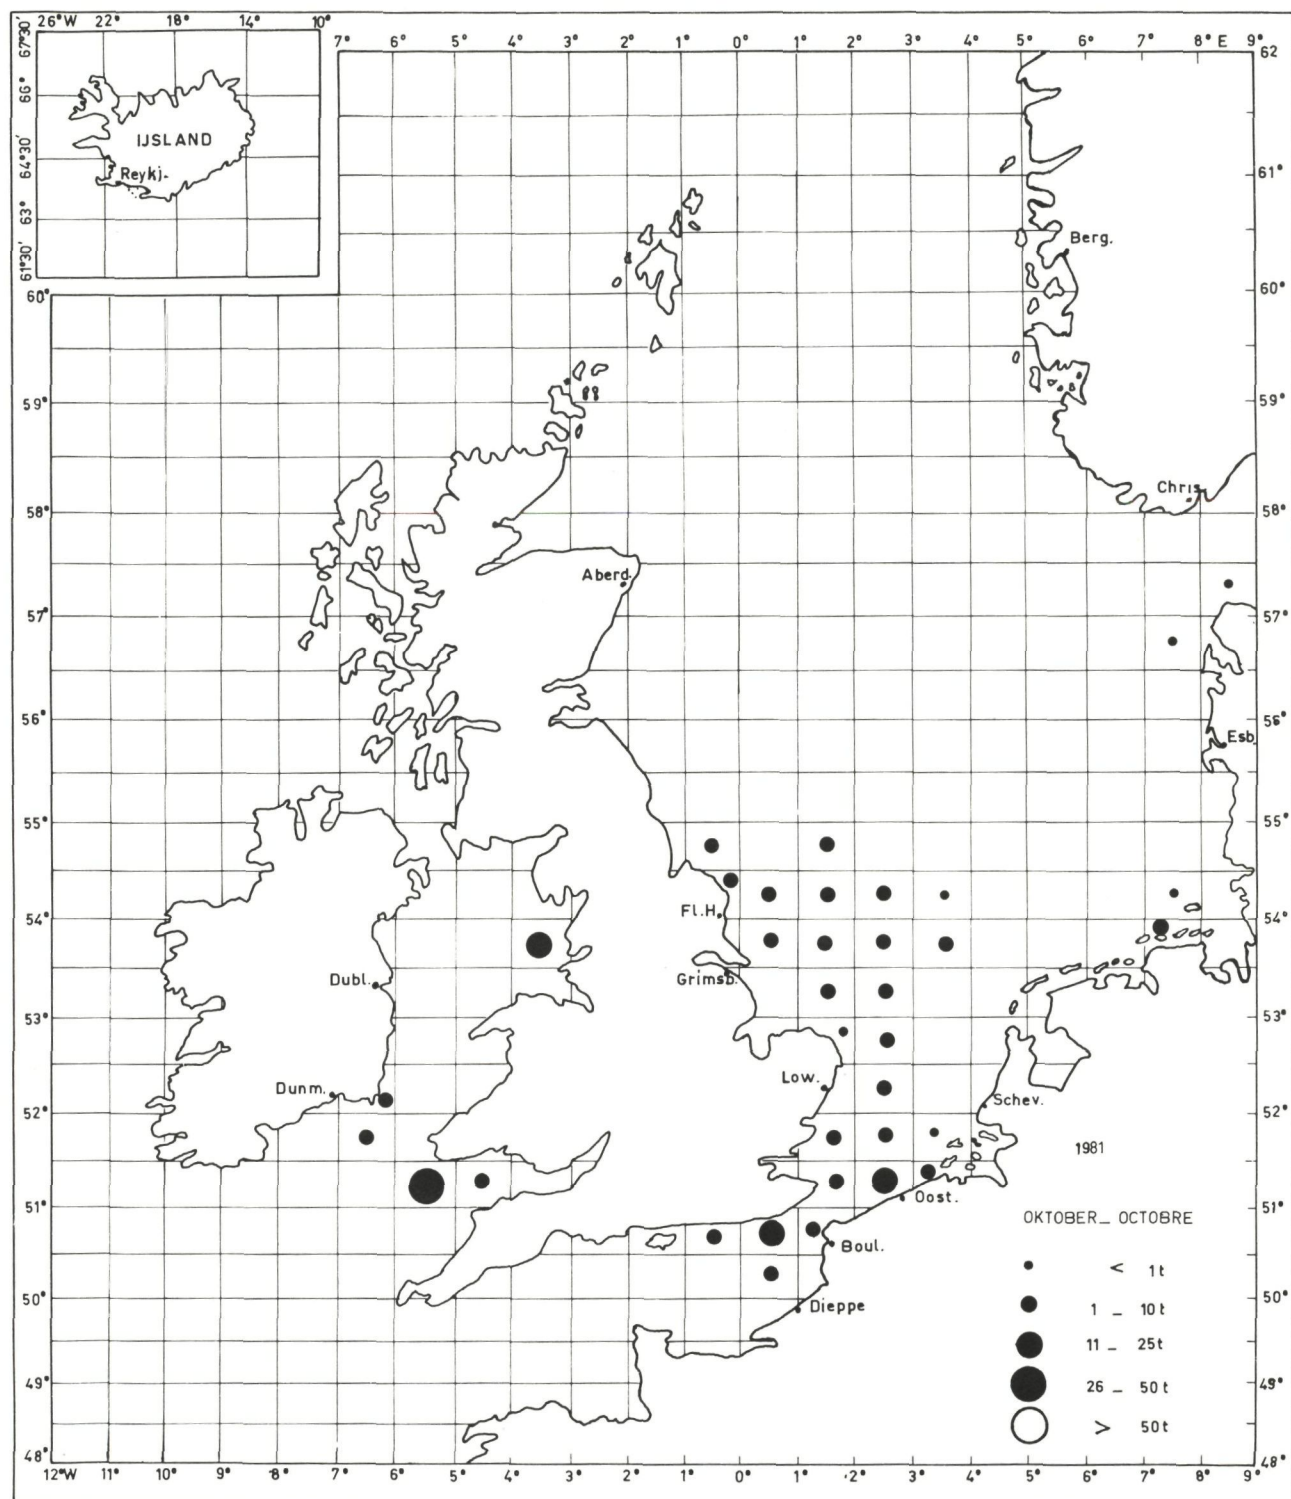 26°W 22° 18° 14° 10°
67°30'
66°
64°30'
63°
61°30'
IJSLAND
Reykj.
7° 6° 5° 4° 3° 2° 1° 0° 1° 2° 3° 4° 5° 6° 7° 8° E 9°
62
61°
60° 60°
59° 59°
58° 58°
57° 57°
56° 56°
55° 55°
54° 54°
53° 53°
52° 52°
51° 51°
50° 50°
49° 49°
48° 48°
Berg.
Chris
Aberd.
Esb.
Fl.H.
Dubl.
Grimsb.
Dunm.
Low.
Schev.
1981
Oost.
Boul.
Dieppe
OKTOBER_ OCTOBRE
< 1t
1 _ 10t
11 _ 25t
26 _ 50t
> 50t
12°W 11° 10° 9° 8° 7° 6° 5° 4° 3° 2° 1° 0° 1° 2° 3° 4° 5° 6° 7° 8° 9°